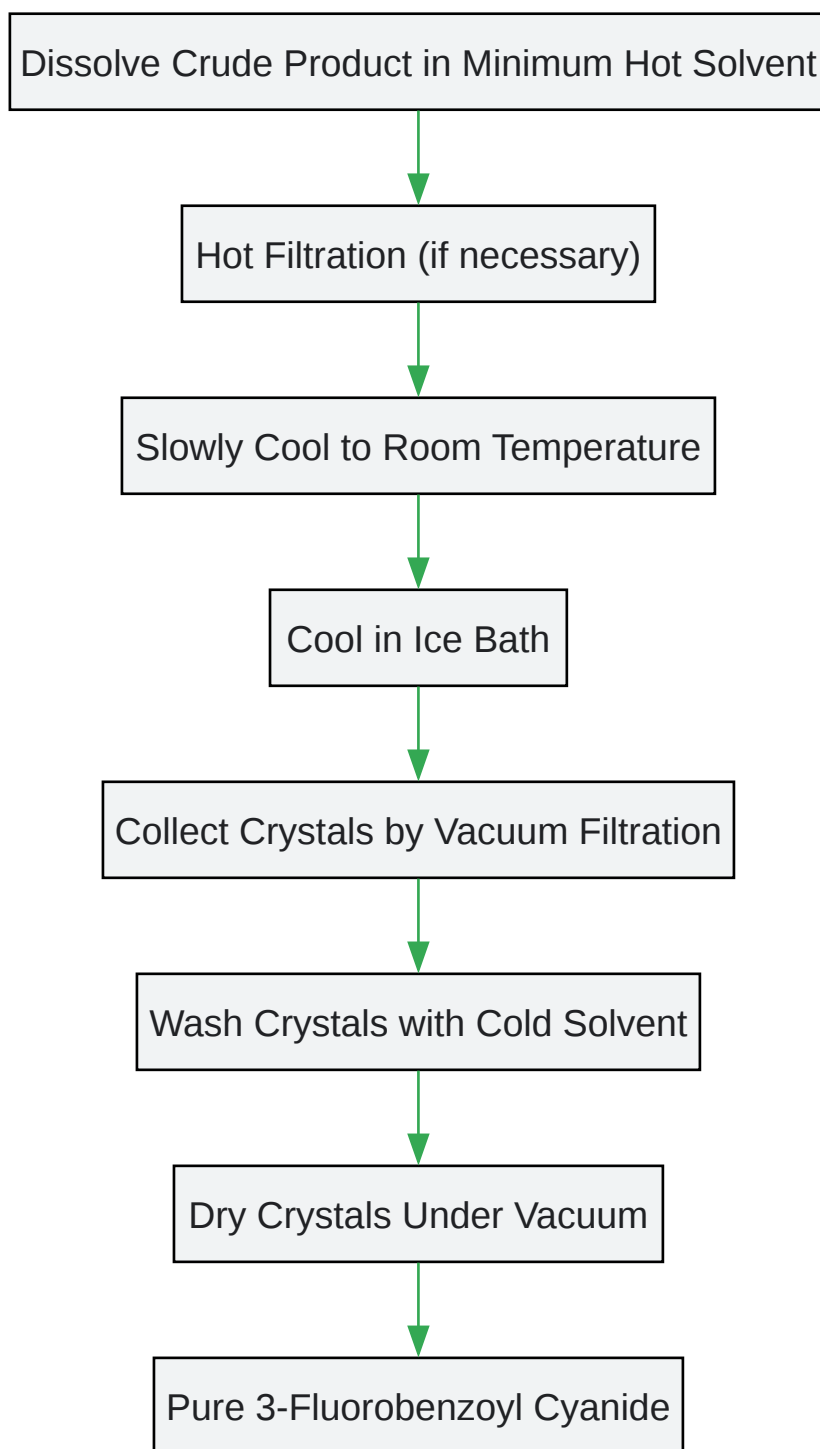 Dissolve Crude Product in Minimum Hot Solvent
Hot Filtration (if necessary)
Slowly Cool to Room Temperature
Cool in Ice Bath
Collect Crystals by Vacuum Filtration
Wash Crystals with Cold Solvent
Dry Crystals Under Vacuum
Pure 3-Fluorobenzoyl Cyanide